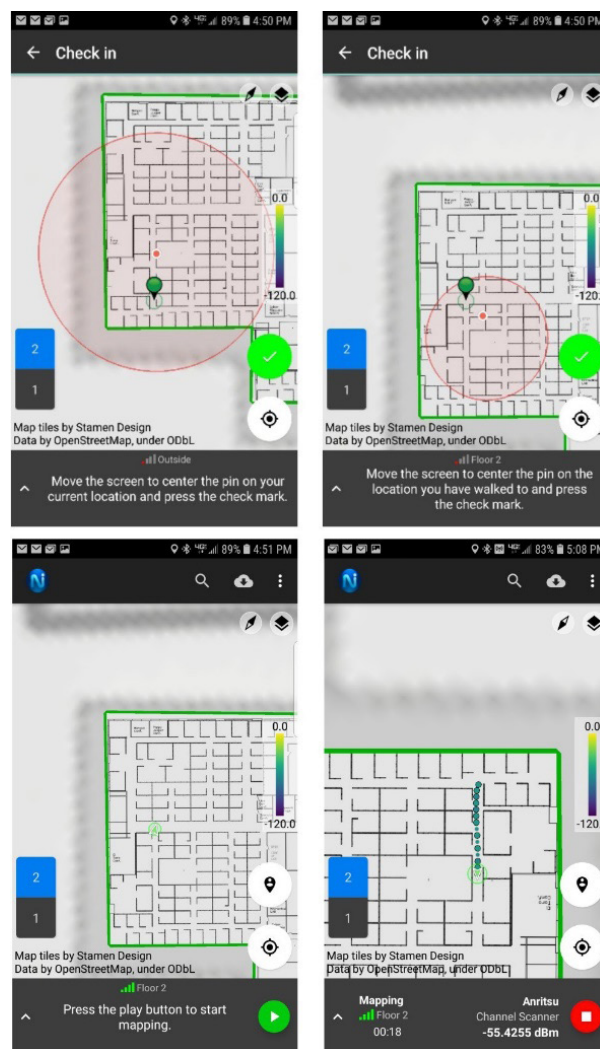 89% 4:50 PM
Check in
0.0
-120.0
2
1
Map tiles by Stamen Design
Data by OpenStreetMap, under ODbL
Outside
Move the screen to center the pin on your
current location and press the check mark.
89% 4:50 PM
Check in
0.0
-120.
2
1
Map tiles by Stamen Design
Data by OpenStreetMap, under ODbL
Floor 2
Move the screen to center the pin on the
location you have walked to and press
the check mark.
89% 4:51 PM
0.0
-120.0
2
1
Map tiles by Stamen Design
Data by OpenStreetMap, under ODbL
Floor 2
Press the play button to start
mapping.
83% 5:08 PM
0.0
-120.
2
1
Map tiles by Stamen Design
Data by OpenStreetMap, under ODbL
Mapping
Floor 2
00:18
Anritsu
Channel Scanner
-55.4255 dBm